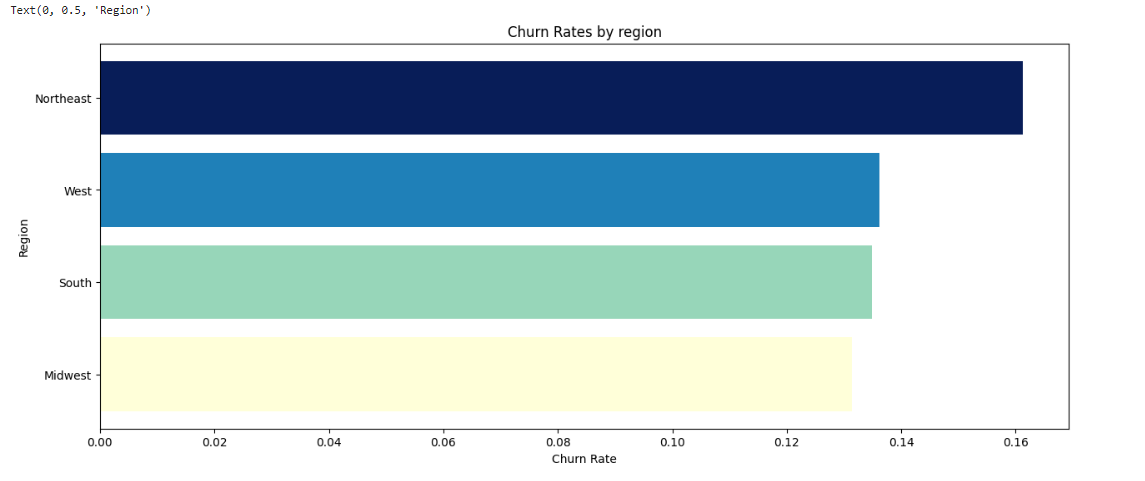 Text(0, 0.5, 'Region')
Churn Rates by region
Region
Northeast
West
South
Midwest
0.00 0.02 0.04 0.06 0.08 0.10 0.12 0.14 0.16
Churn Rate